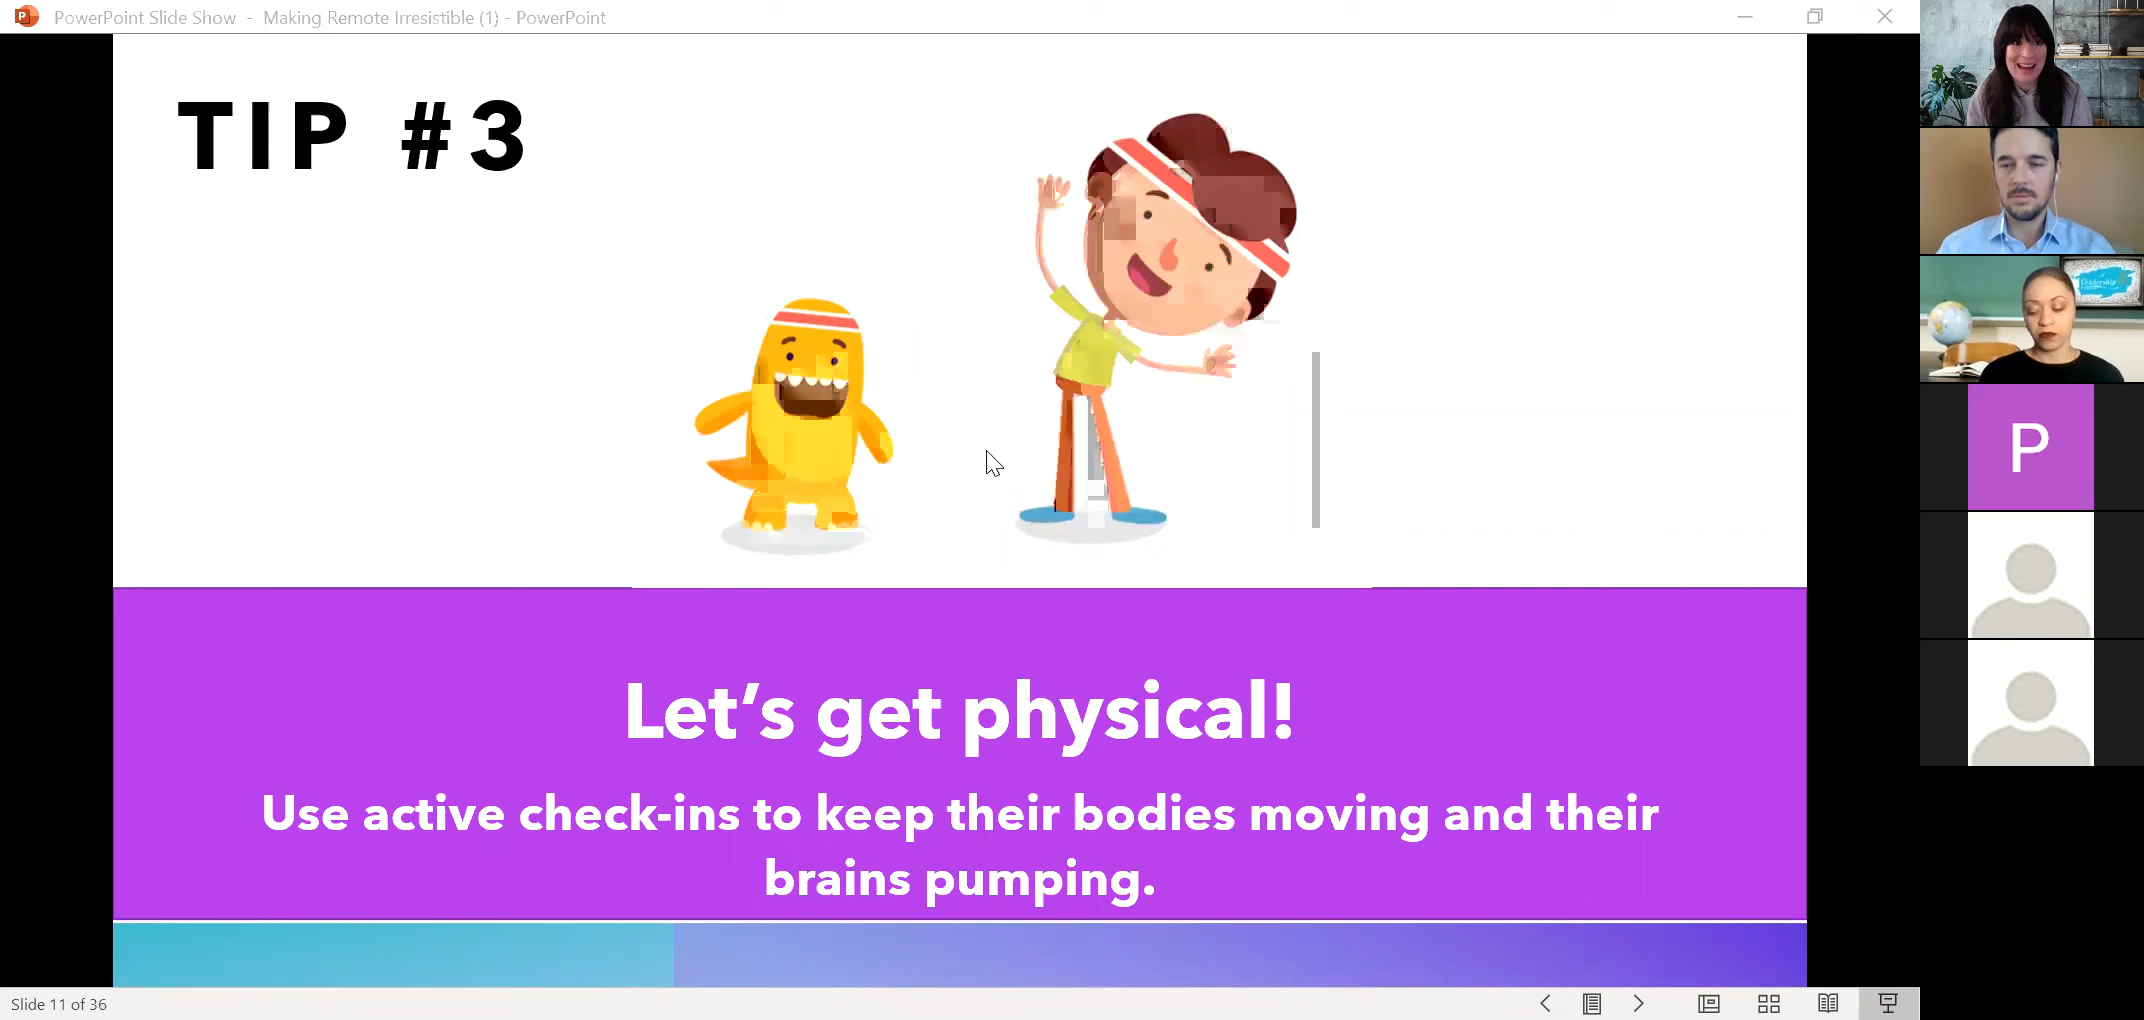 PowerPoint Slide Show - Making Remote Irresistible (1) - PowerPoint
TIP #3
Let's get physical!
Use active check-ins to keep their bodies moving and their
brains pumping.
Slide 11 of 36
Leadership
P